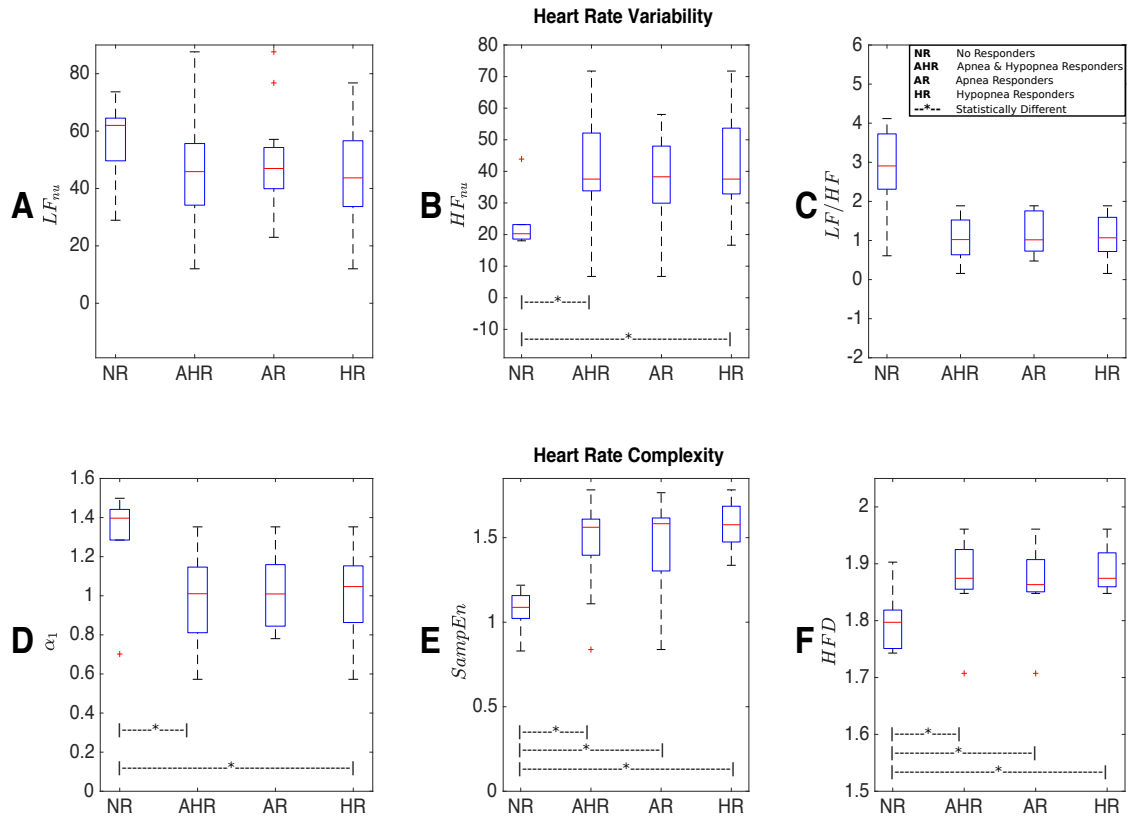 Heart Rate Variability
A
LF_nu
80
60
40
20
0
NR AHR AR HR
B
HF_nu
80
70
60
50
40
30
20
10
0
-10
|-----*----|
|----------------*---------------|
NR AHR AR HR
C
LF/HF
6
5
4
3
2
1
0
-1
-2
NR No Responders
AHR Apnea & Hypopnea Responders
AR Apnea Responders
HR Hypopnea Responders
--*-- Statistically Different
NR AHR AR HR
Heart Rate Complexity
D
α1
1.6
1.4
1.2
1
0.8
0.6
0.4
0.2
0
|-----*----|
|----------------*------------------|
NR AHR AR HR
E
SampEn
1.5
1
0.5
0
|-----*----|
|----------*-----------|
|----------------*----------------|
NR AHR AR HR
F
HFD
2
1.9
1.8
1.7
1.6
1.5
|-----*----|
|----------*-----------|
|----------------*---------------|
NR AHR AR HR